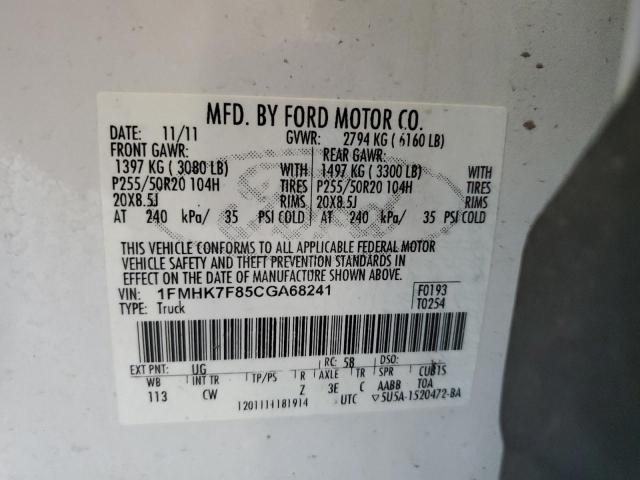 MFD. BY FORD MOTOR CO.
DATE: 11/11 GVWR: 2794 KG ( 6160 LB)
FRONT GAWR: REAR GAWR:
1397 KG ( 3080 LB) WITH 1497 KG ( 3300 LB) WITH
P255/50R20 104H TIRES P255/50R20 104H TIRES
20X8.5J RIMS 20X8.5J RIMS
AT 240 kPa/ 35 PSI COLD AT 240 kPa/ 35 PSI COLD
THIS VEHICLE CONFORMS TO ALL APPLICABLE FEDERAL MOTOR
VEHICLE SAFETY AND THEFT PREVENTION STANDARDS IN
EFFECT ON THE DATE OF MANUFACTURE SHOWN ABOVE.
VIN: 1FMHK7F85CGA68241 F0193
TYPE: Truck T0254
EXT PNT: UG RC: 58 DSO:
WB INT TR TP/PS R AXLE TR SPR
113 CW Z 3E C AABB TOA
1201111181914 UTC ▽5U5A-1520472-BA